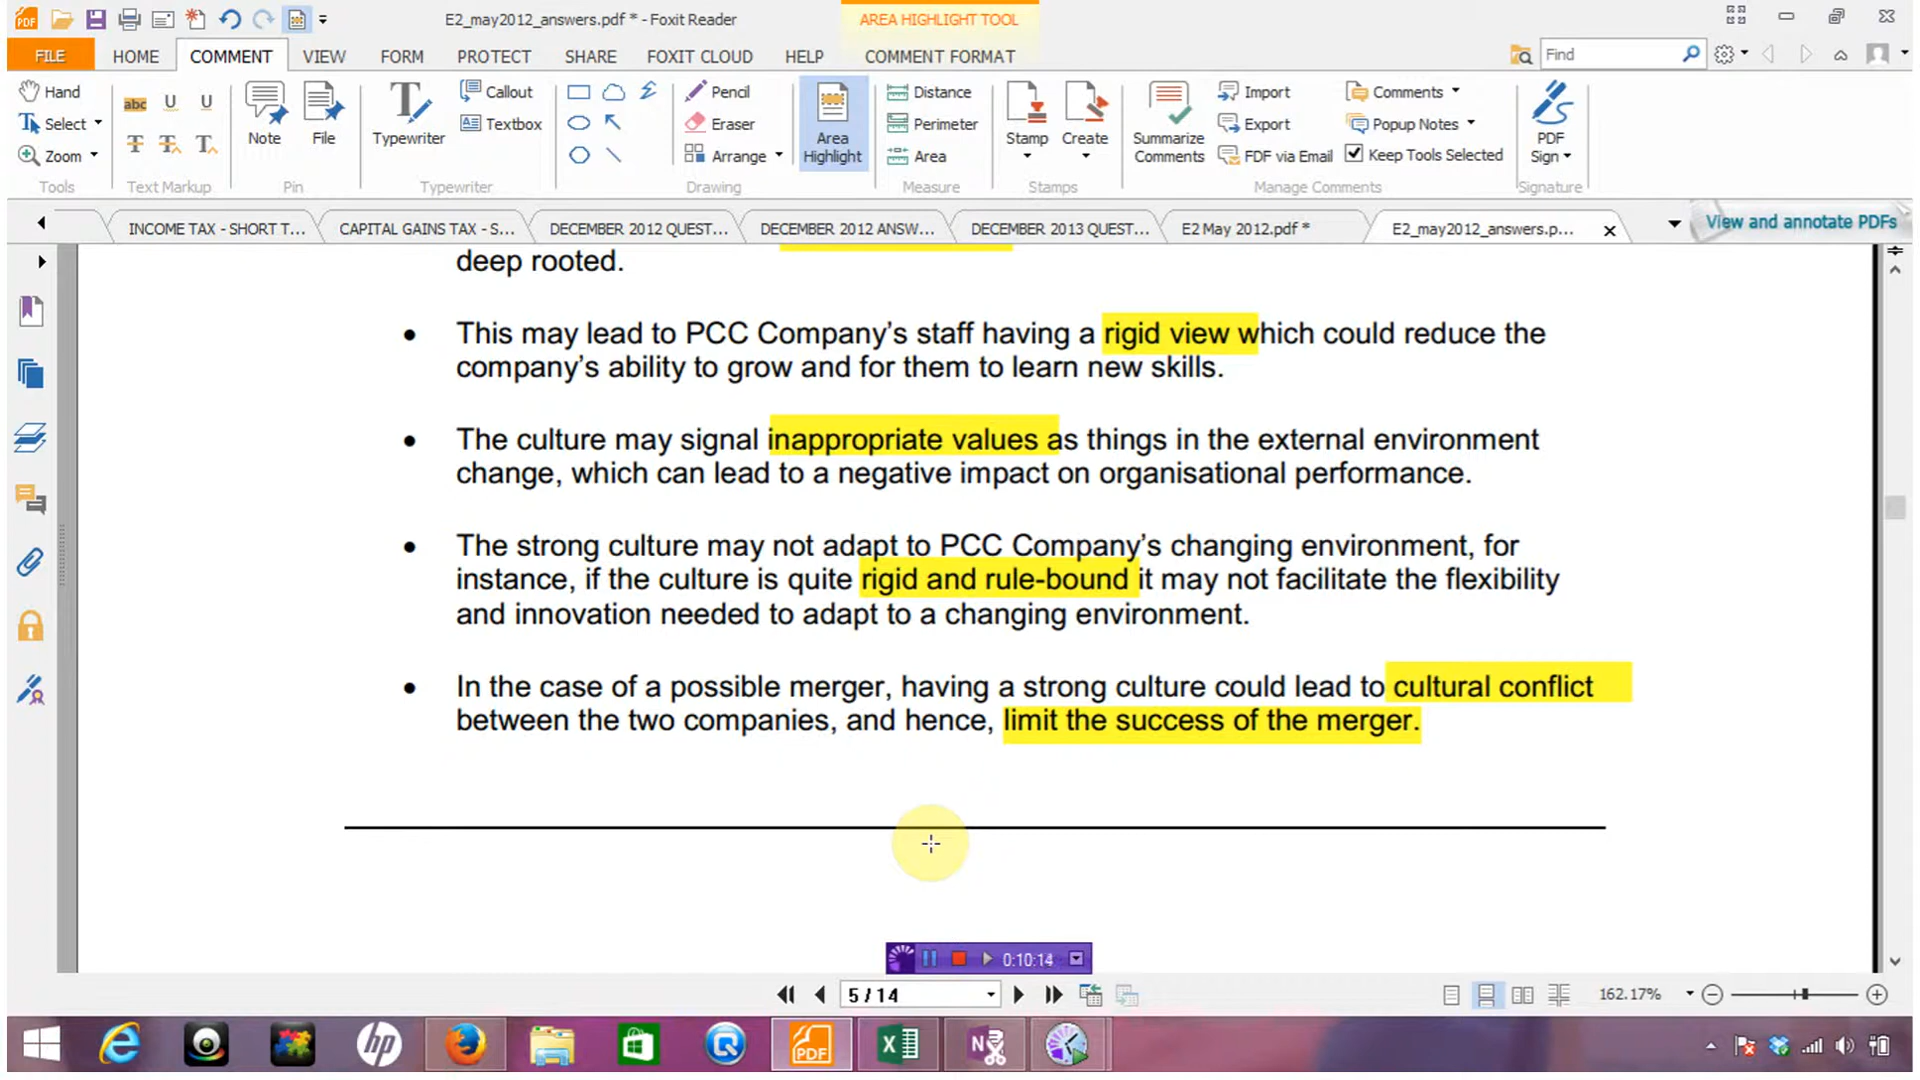 E2_may2012_answers.pdf * - Foxit Reader
AREA HIGHLIGHT TOOL
FILE HOME COMMENT VIEW FORM PROTECT SHARE FOXIT CLOUD HELP COMMENT FORMAT
Find
Hand
Select
Zoom
Tools
abc
Text Markup
Note
File
Pin
Typewriter
Callout
Textbox
Typewriter
Pencil
Eraser
Arrange
Drawing
Area Highlight
Distance
Perimeter
Area
Measure
Stamp
Create
Stamps
Summarize Comments
Import
Export
FDF via Email
Comments
Popup Notes
Keep Tools Selected
Manage Comments
PDF Sign
Signature
INCOME TAX - SHORT T... CAPITAL GAINS TAX - S... DECEMBER 2012 QUEST... DECEMBER 2012 ANSW... DECEMBER 2013 QUEST... E2 May 2012.pdf * E2_may2012_answers.p... View and annotate PDFs
deep rooted.
• This may lead to PCC Company's staff having a rigid view which could reduce the
company's ability to grow and for them to learn new skills.
• The culture may signal inappropriate values as things in the external environment
change, which can lead to a negative impact on organisational performance.
• The strong culture may not adapt to PCC Company's changing environment, for
instance, if the culture is quite rigid and rule-bound it may not facilitate the flexibility
and innovation needed to adapt to a changing environment.
• In the case of a possible merger, having a strong culture could lead to cultural conflict
between the two companies, and hence, limit the success of the merger.
0:10:14
5 / 14
162.17%
hp
PDF